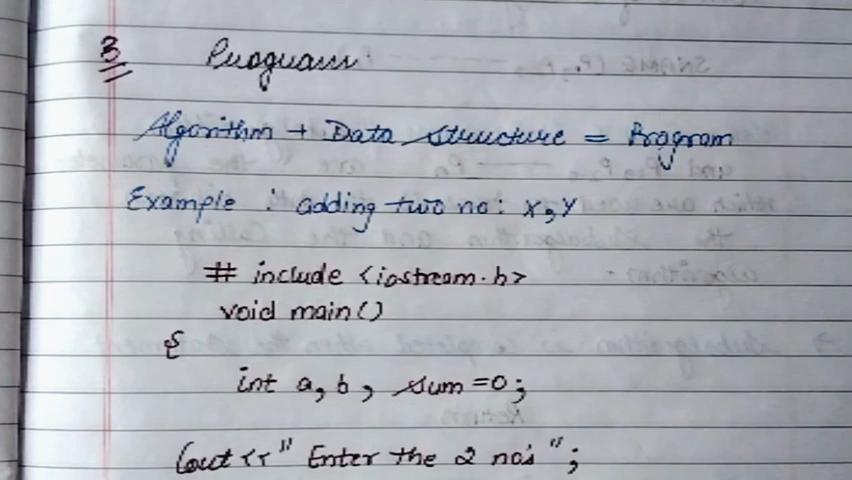 3 Program.
Algorithm + Data structure = Program
Example : adding two no: x, y
# include <iostream.h>
void main()
{
int a, b, sum = 0;
Cout << " Enter the 2 no's ";